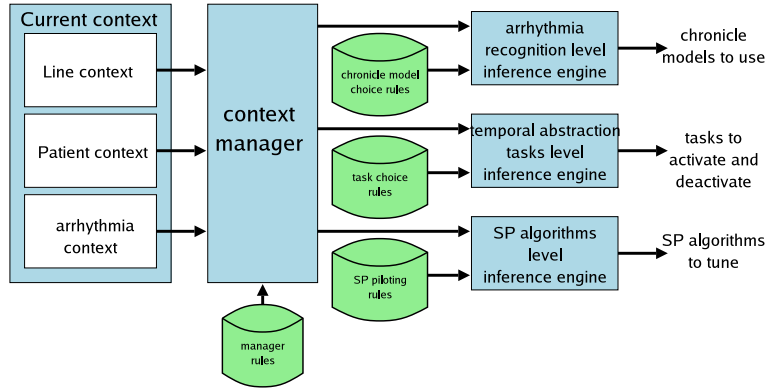 Current context
Line context
Patient context
arrhythmia
context
context
manager
manager
rules
chronicle model
choice rules
task choice
rules
SP piloting
rules
arrhythmia
recognition level
inference engine
temporal abstraction
tasks level
inference engine
SP algorithms
level
inference engine
chronicle
models to use
tasks to
activate and
deactivate
SP algorithms
to tune